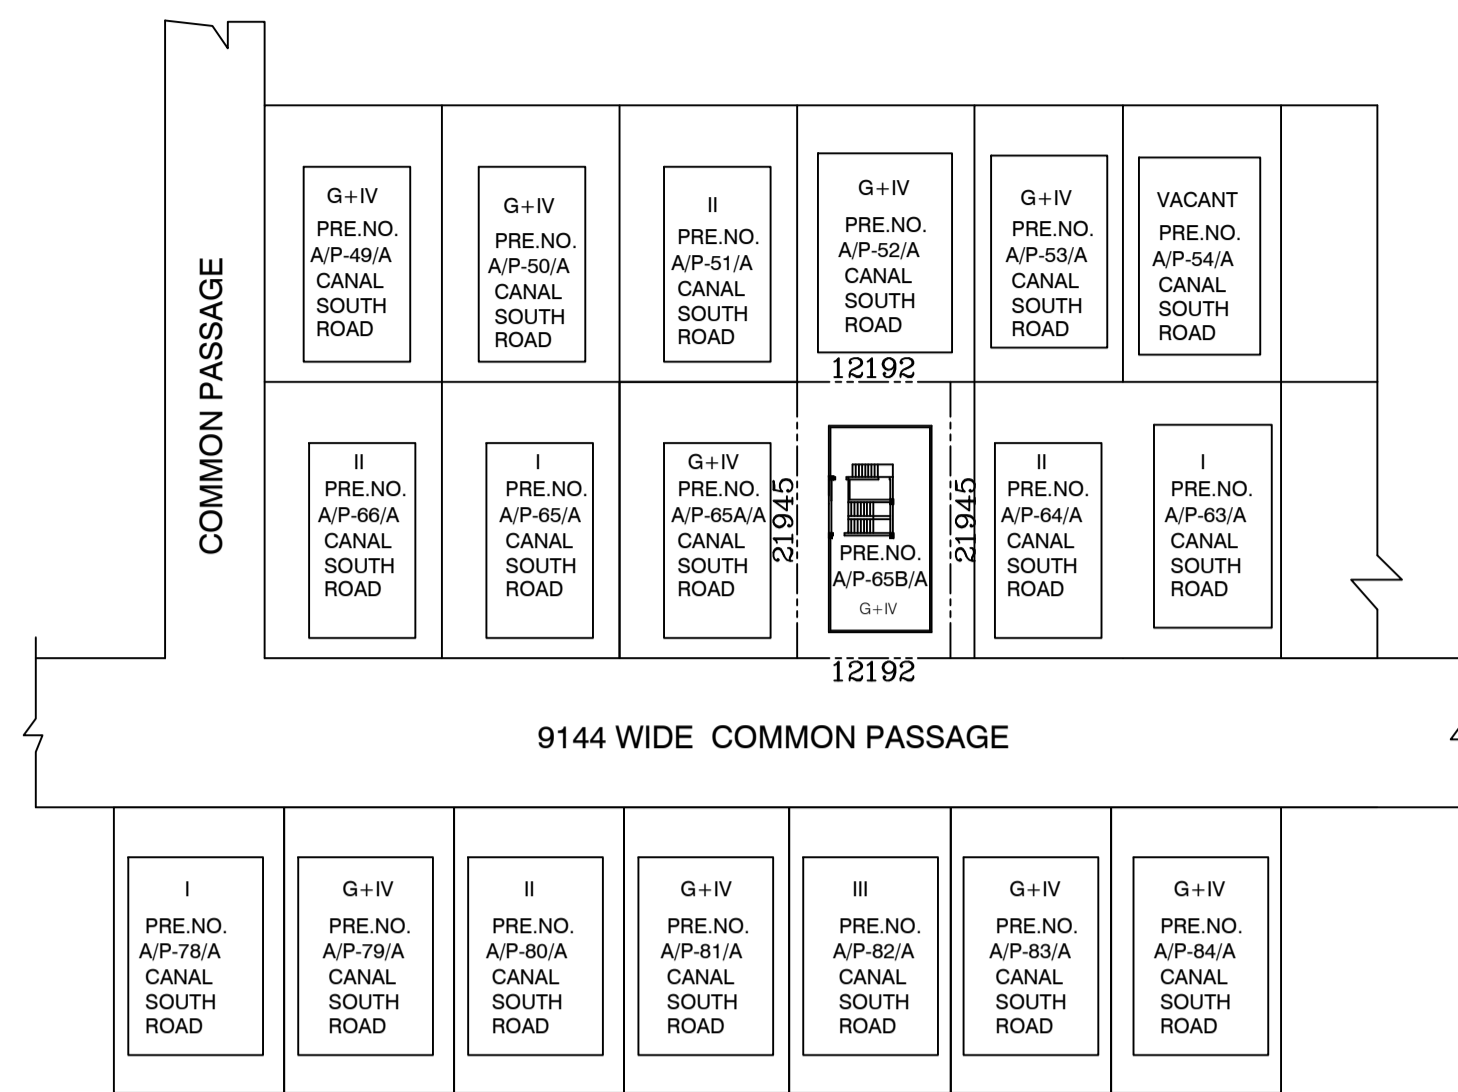 COMMON PASSAGE
G+IV
PRE.NO.
A/P-49/A
CANAL
SOUTH
ROAD
G+IV
PRE.NO.
A/P-50/A
CANAL
SOUTH
ROAD
II
PRE.NO.
A/P-51/A
CANAL
SOUTH
ROAD
G+IV
PRE.NO.
A/P-52/A
CANAL
SOUTH
ROAD
G+IV
PRE.NO.
A/P-53/A
CANAL
SOUTH
ROAD
VACANT
PRE.NO.
A/P-54/A
CANAL
SOUTH
ROAD
12192
II
PRE.NO.
A/P-66/A
CANAL
SOUTH
ROAD
I
PRE.NO.
A/P-65/A
CANAL
SOUTH
ROAD
G+IV
PRE.NO.
A/P-65A/A
CANAL
SOUTH
ROAD
21945
PRE.NO.
A/P-65B/A
G+IV
21945
II
PRE.NO.
A/P-64/A
CANAL
SOUTH
ROAD
I
PRE.NO.
A/P-63/A
CANAL
SOUTH
ROAD
12192
9144 WIDE COMMON PASSAGE
4
I
PRE.NO.
A/P-78/A
CANAL
SOUTH
ROAD
G+IV
PRE.NO.
A/P-79/A
CANAL
SOUTH
ROAD
II
PRE.NO.
A/P-80/A
CANAL
SOUTH
ROAD
G+IV
PRE.NO.
A/P-81/A
CANAL
SOUTH
ROAD
III
PRE.NO.
A/P-82/A
CANAL
SOUTH
ROAD
G+IV
PRE.NO.
A/P-83/A
CANAL
SOUTH
ROAD
G+IV
PRE.NO.
A/P-84/A
CANAL
SOUTH
ROAD